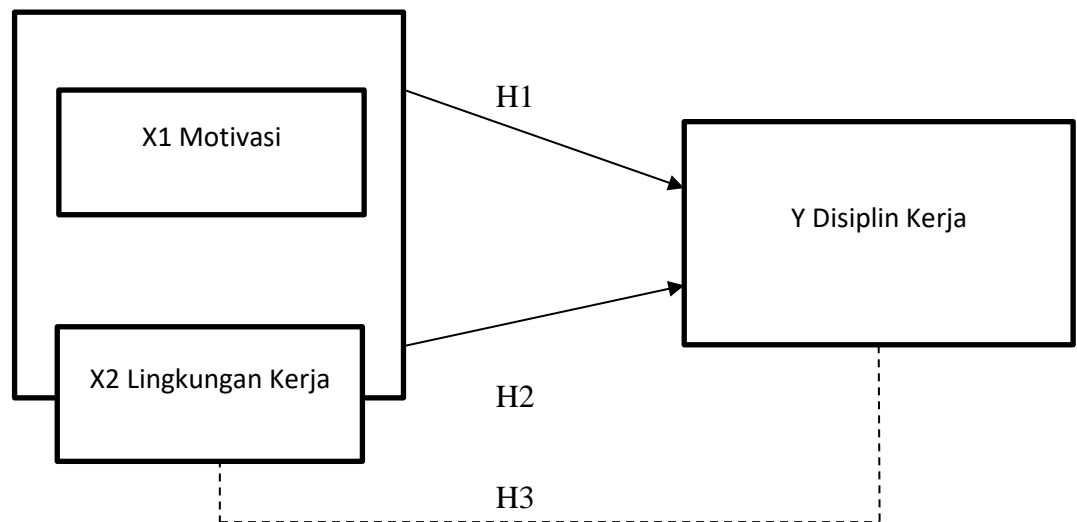 H1
X1 Motivasi
Y Disiplin Kerja
X2 Lingkungan Kerja
H2
H3